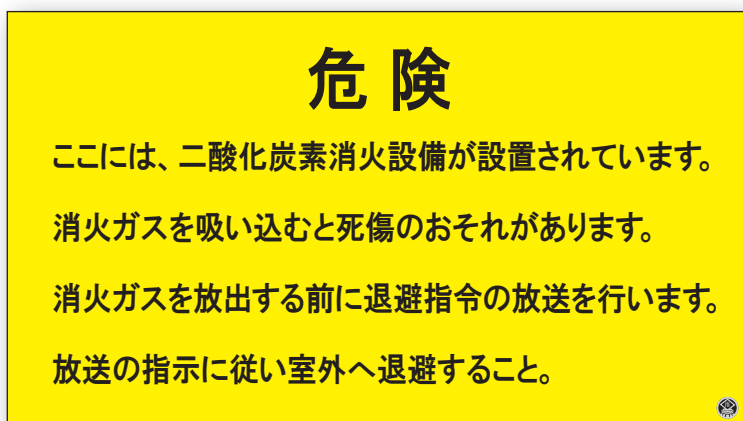 危険
ここには、二酸化炭素消火設備が設置されています。
消火ガスを吸い込むと死傷のおそれがあります。
消火ガスを放出する前に退避指令の放送を行います。
放送の指示に従い室外へ退避すること。